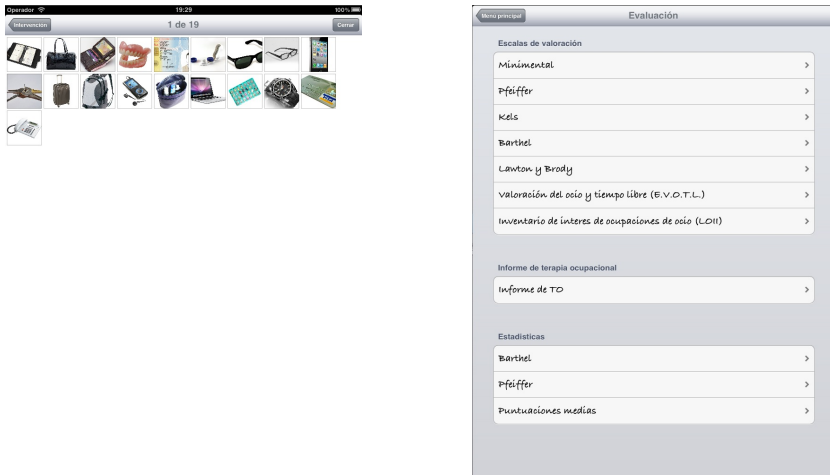 Operador 19:29 100%
Intervención 1 de 19 Cerrar
Menú principal Evaluación
Escalas de valoración
Minimental
Pfeiffer
Kels
Barthel
Lawton y Brody
Valoración del ocio y tiempo libre (E.V.O.T.L.)
Inventario de interes de ocupaciones de ocio (LOII)
Informe de terapia ocupacional
Informe de TO
Estadísticas
Barthel
Pfeiffer
Puntuaciones medias